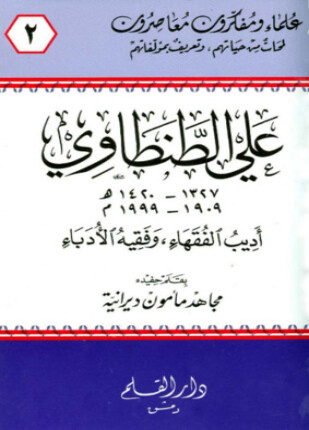 علماء ومفكرون معاصرون
لمحات من حياتهم، وتعريف بمؤلفاتهم
٢
علي الطنطاوي
١٣٢٧ - ١٤٢٠ هـ
١٩٠٩ - ١٩٩٩ م
أديب الفقهاء، وفقيه الأدباء
بقلم حفيده
مجاهد مأمون ديرانية
دار القلم
دمشق